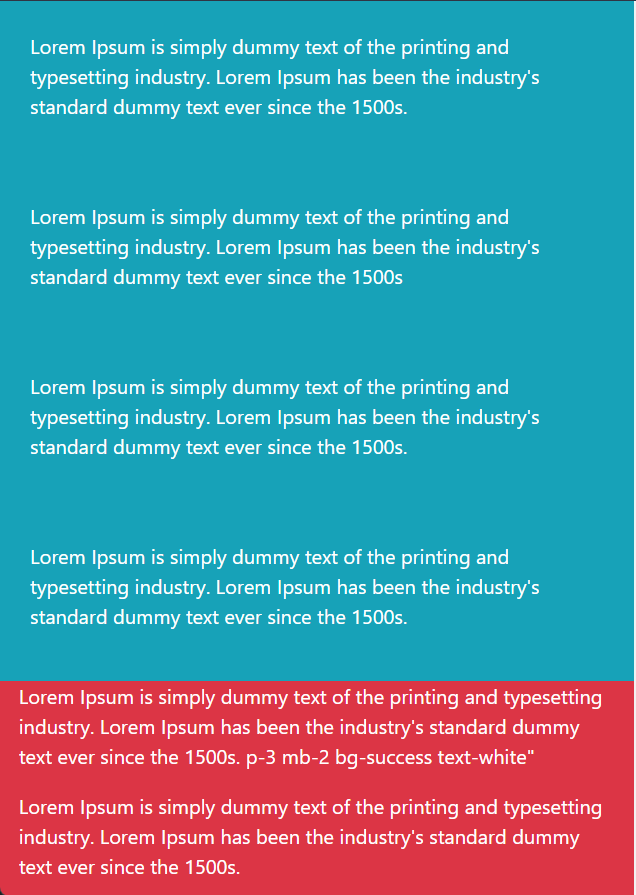 Lorem Ipsum is simply dummy text of the printing and
typesetting industry. Lorem Ipsum has been the industry's
standard dummy text ever since the 1500s.
Lorem Ipsum is simply dummy text of the printing and
typesetting industry. Lorem Ipsum has been the industry's
standard dummy text ever since the 1500s
Lorem Ipsum is simply dummy text of the printing and
typesetting industry. Lorem Ipsum has been the industry's
standard dummy text ever since the 1500s.
Lorem Ipsum is simply dummy text of the printing and
typesetting industry. Lorem Ipsum has been the industry's
standard dummy text ever since the 1500s.
Lorem Ipsum is simply dummy text of the printing and typesetting
industry. Lorem Ipsum has been the industry's standard dummy
text ever since the 1500s. p-3 mb-2 bg-success text-white"
Lorem Ipsum is simply dummy text of the printing and typesetting
industry. Lorem Ipsum has been the industry's standard dummy
text ever since the 1500s.